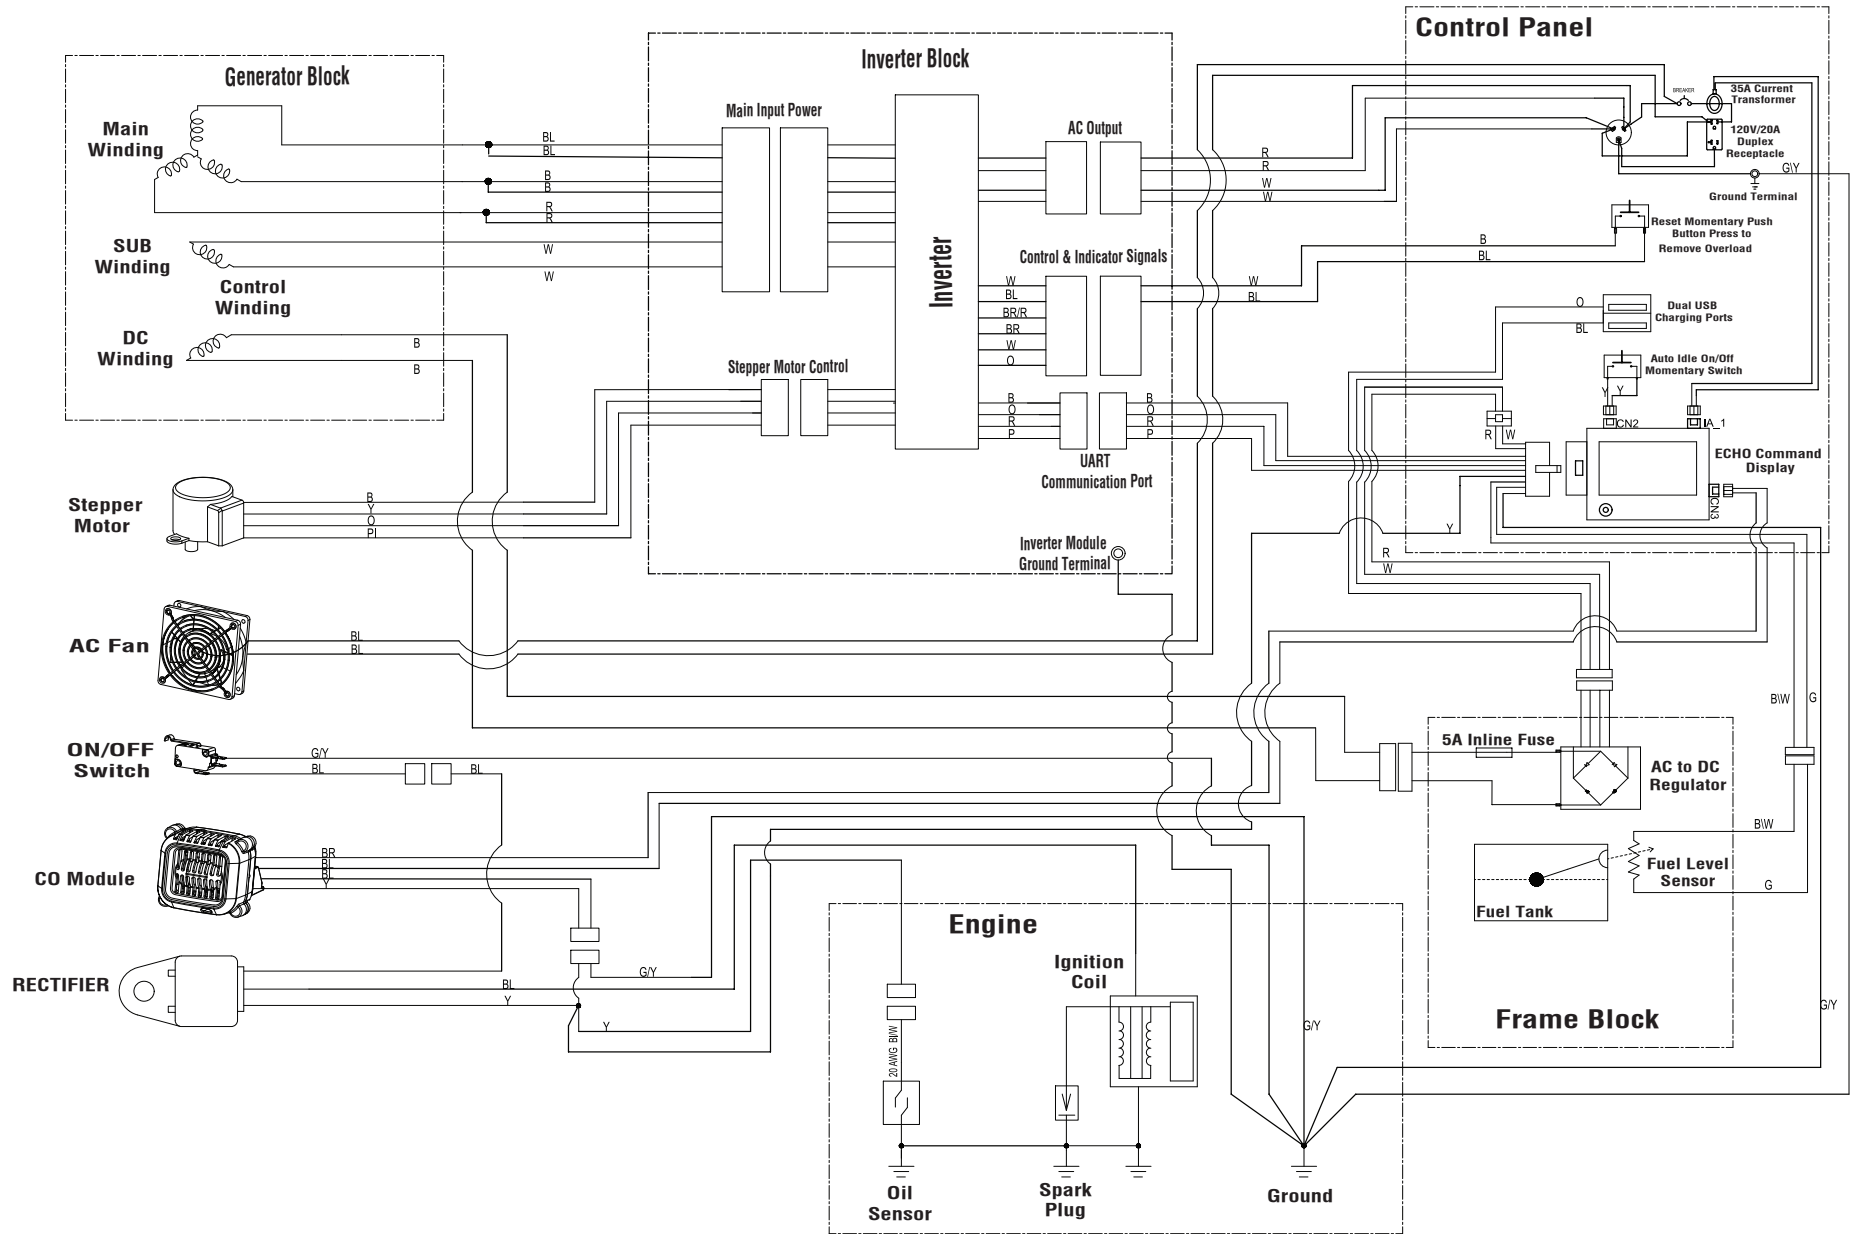 Control Panel
Generator Block
Inverter Block
Main
Winding
SUB
Winding
Control
Winding
DC
Winding
BL
BL
B
B
R
R
W
W
B
B
Main Input Power
Inverter
AC Output
R
R
W
W
Control & Indicator Signals
W
BL
BR/R
BR
W
O
W
BL
Stepper Motor Control
B
O
R
P
B
O
R
P
UART
Communication Port
Inverter Module
Ground Terminal
BREAKER
35A Current
Transformer
120V/20A
Duplex
Receptacle
G\Y
Ground Terminal
Reset Momentary Push
Button Press to
Remove Overload
B
BL
O
BL
Dual USB
Charging Ports
Auto Idle On/Off
Momentary Switch
Y
Y
CN2
IA_1
R
W
ECHO Command
Display
CN3
Y
R
W
Stepper
Motor
B
Y
O
PI
AC Fan
BL
BL
ON/OFF
Switch
G/Y
BL
BL
CO Module
BR
BL
BL
Y
RECTIFIER
G/Y
BL
Y
Y
B\W
G
5A Inline Fuse
AC to DC
Regulator
B\W
Fuel Level
Sensor
G
Fuel Tank
Frame Block
G/Y
Engine
Ignition
Coil
20 AWG Bl/W
G/Y
Oil
Sensor
Spark
Plug
Ground